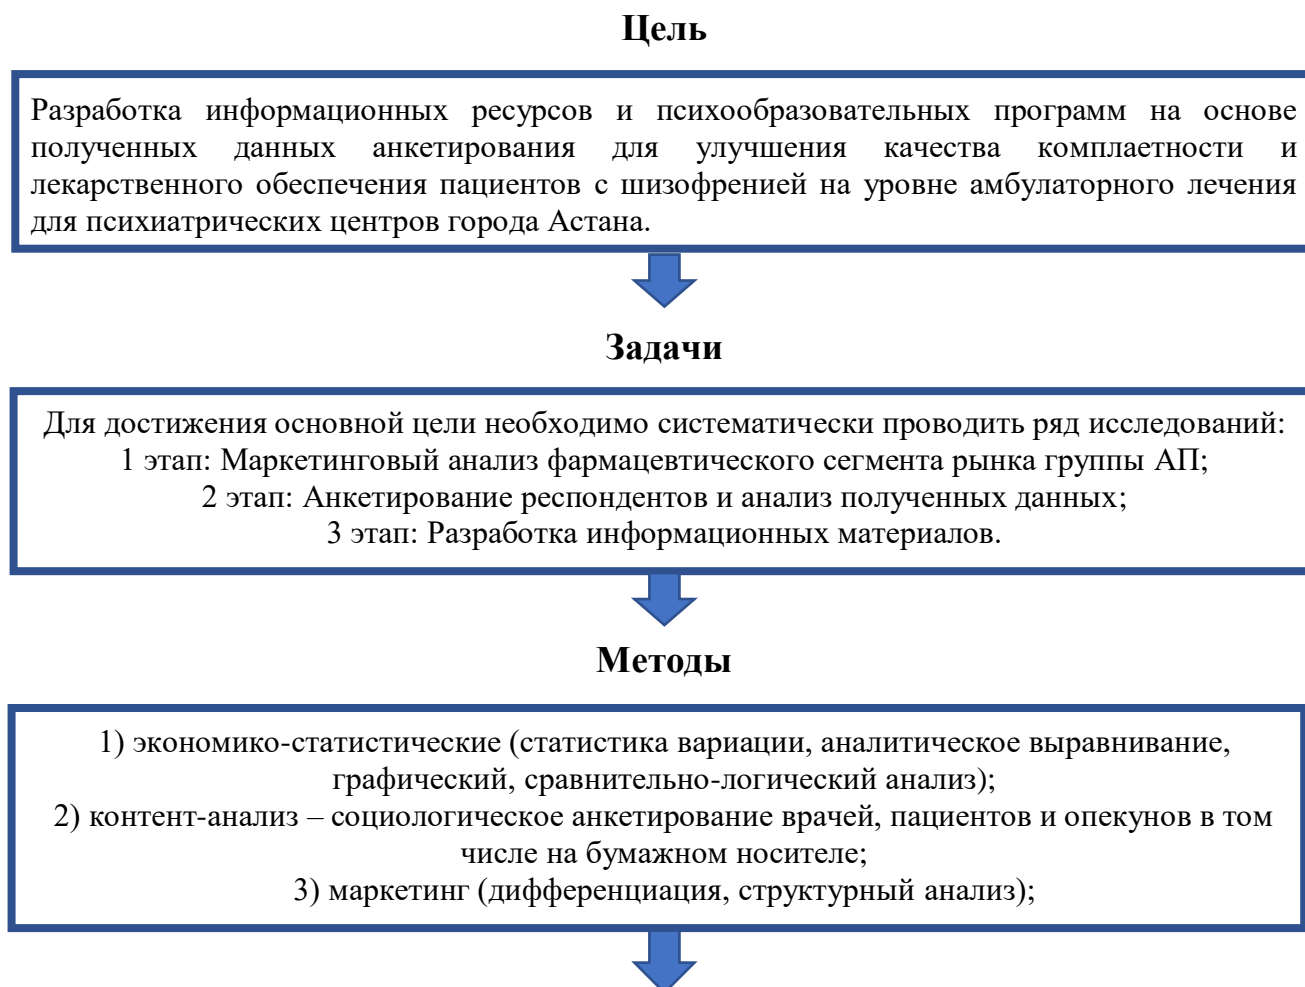 Цель
Разработка информационных ресурсов и психообразовательных программ на основе
полученных данных анкетирования для улучшения качества комплаетности и
лекарственного обеспечения пациентов с шизофренией на уровне амбулаторного лечения
для психиатрических центров города Астана.
Задачи
Для достижения основной цели необходимо систематически проводить ряд исследований:
1 этап: Маркетинговый анализ фармацевтического сегмента рынка группы АП;
2 этап: Анкетирование респондентов и анализ полученных данных;
3 этап: Разработка информационных материалов.
Методы
1) экономико-статистические (статистика вариации, аналитическое выравнивание,
графический, сравнительно-логический анализ);
2) контент-анализ – социологическое анкетирование врачей, пациентов и опекунов в том
числе на бумажном носителе;
3) маркетинг (дифференциация, структурный анализ);